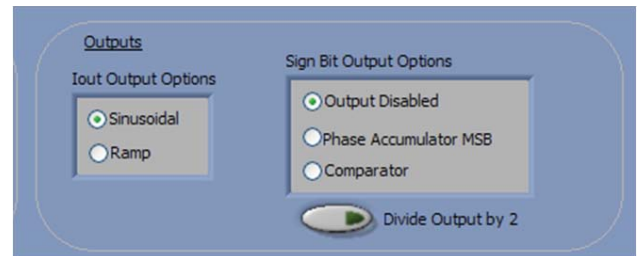 Outputs
Iout Output Options
Sinusoidal
Ramp
Sign Bit Output Options
Output Disabled
Phase Accumulator MSB
Comparator
Divide Output by 2